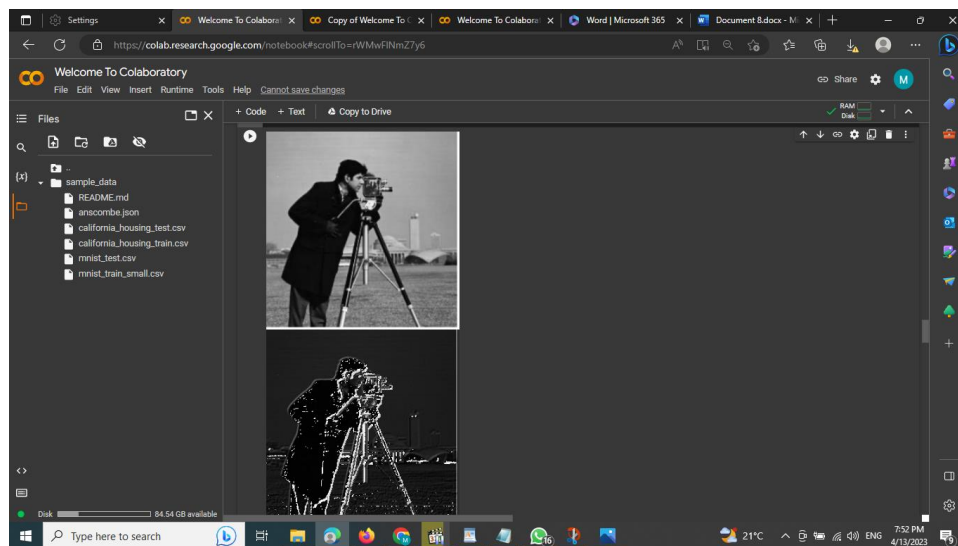 Settings
Welcome To Colaborat
Copy of Welcome To C
Welcome To Colaborat
Word | Microsoft 365
Document 8.docx - Mi
https://colab.research.google.com/notebook#scrollTo=rWMwFlNmZ7y6
Welcome To Colaboratory
File Edit View Insert Runtime Tools Help Cannot save changes
Share
M
Files
+ Code + Text Copy to Drive
RAM
Disk
..
{x}
sample_data
README.md
anscombe.json
california_housing_test.csv
california_housing_train.csv
mnist_test.csv
mnist_train_small.csv
<>
Disk 84.54 GB available
Type here to search
16
21°C
ENG
7:52 PM
4/13/2023
9